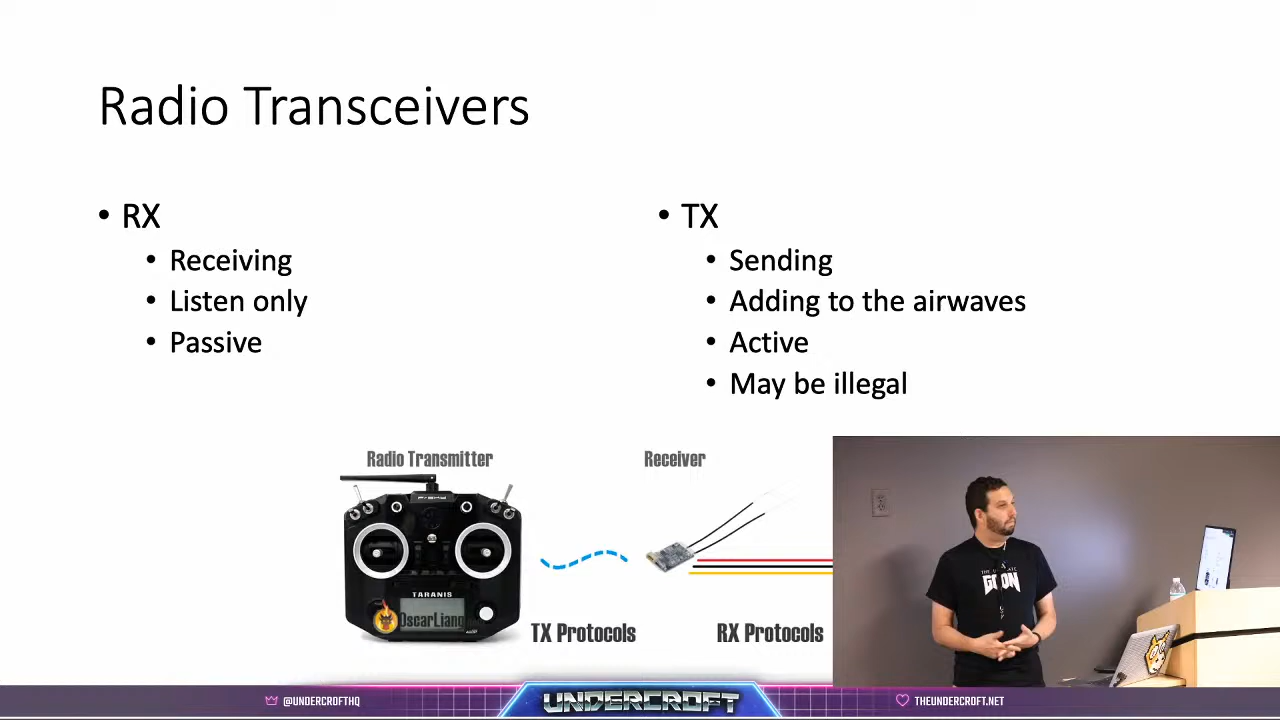 Radio Transceivers
• RX
• Receiving
• Listen only
• Passive
• TX
• Sending
• Adding to the airwaves
• Active
• May be illegal
Radio Transmitter
Receiver
TARANIS
OscarLiang
TX Protocols
RX Protocols
GOON
@UNDERCROFTHQ
UNDERCROFT
THEUNDERCROFT.NET